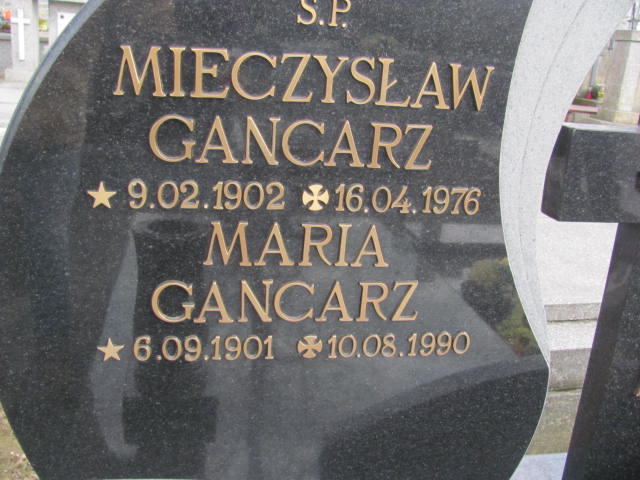 S.P.
MIECZYSŁAW
GANCARZ
★ 9.02.1902 ✠ 16.04.1976
MARIA
GANCARZ
★ 6.09.1901 ✠ 10.08.1990